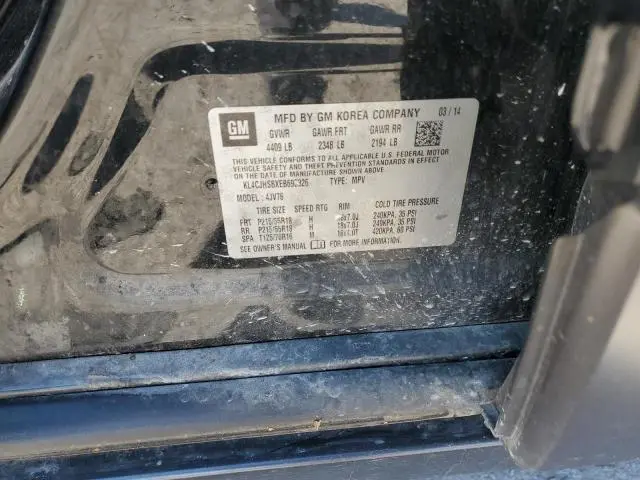 MFD BY GM KOREA COMPANY 03 / 14
GM
GVWR GAWR FRT GAWR RR
4409 LB 2348 LB 2194 LB
THIS VEHICLE CONFORMS TO ALL APPLICABLE U.S. FEDERAL MOTOR
VEHICLE SAFETY AND THEFT PREVENTION STANDARDS IN EFFECT ON THE DATE
OF MANUFACTURE SHOWN ABOVE.
TYPE: MPV
MODEL: 4JV76
TIRE SIZE SPEED RTG RIM COLD TIRE PRESSURE
FRT P215/55R18 H 240KPA, 35 PSI
RR P215/55R18 H 18x7.0J 240KPA, 35 PSI
SPA T125/70R16 M 420KPA, 60 PSI
SEE OWNER'S MANUAL FOR MORE INFORMATION.